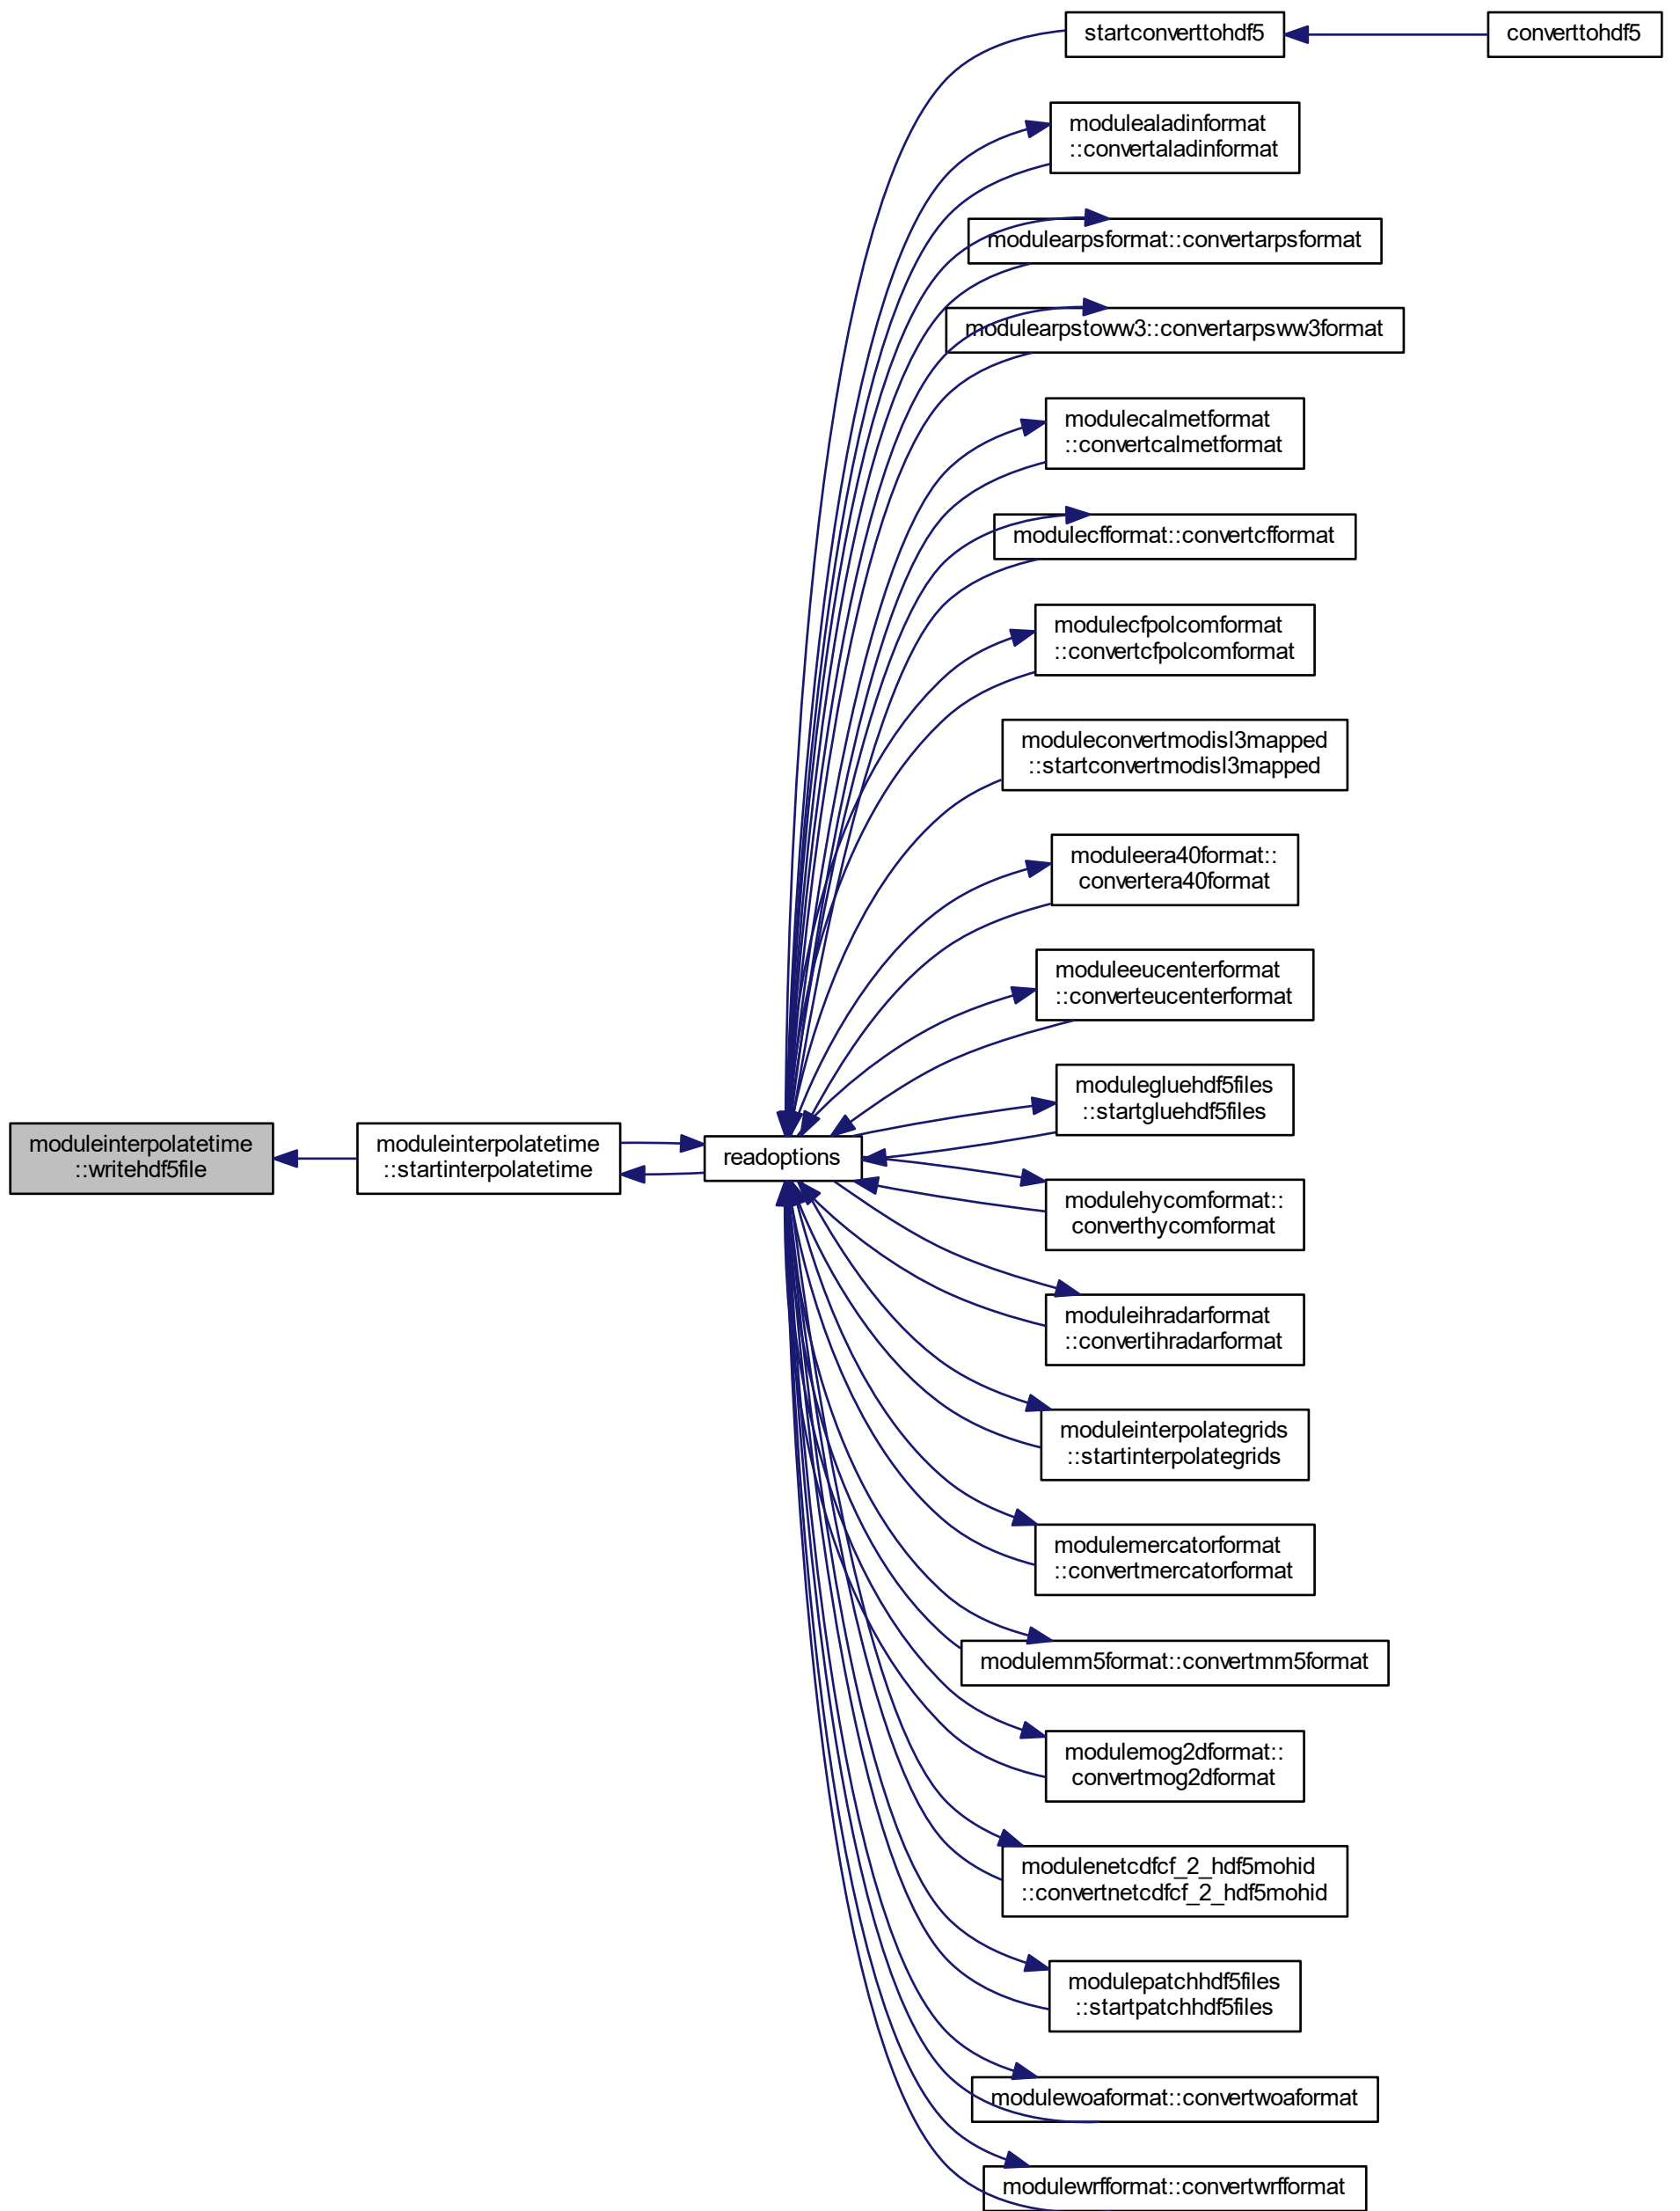 startconverttohdf5
converttohdf5
modulealadinformat
::convertaladinformat
modulearpsformat::convertarpsformat
modulearpstoww3::convertarpsww3format
modulecalmetformat
::convertcalmetformat
modulecfformat::convertcfformat
modulecfpolcomformat
::convertcfpolcomformat
moduleconvertmodisl3mapped
::startconvertmodisl3mapped
moduleera40format::
convertera40format
moduleeucenterformat
::converteucenterformat
modulegluehdf5files
::startgluehdf5files
moduleinterpolatetime
::writehdf5file
moduleinterpolatetime
::startinterpolatetime
readoptions
modulehycomformat::
converthycomformat
moduleihradarformat
::convertihradarformat
moduleinterpolategrids
::startinterpolategrids
modulemercatorformat
::convertmercatorformat
modulemm5format::convertmm5format
modulemog2dformat::
convertmog2dformat
modulenetcdfcf_2_hdf5mohid
::convertnetcdfcf_2_hdf5mohid
modulepatchhdf5files
::startpatchhdf5files
modulewoaformat::convertwoaformat
modulewrfformat::convertwrfformat